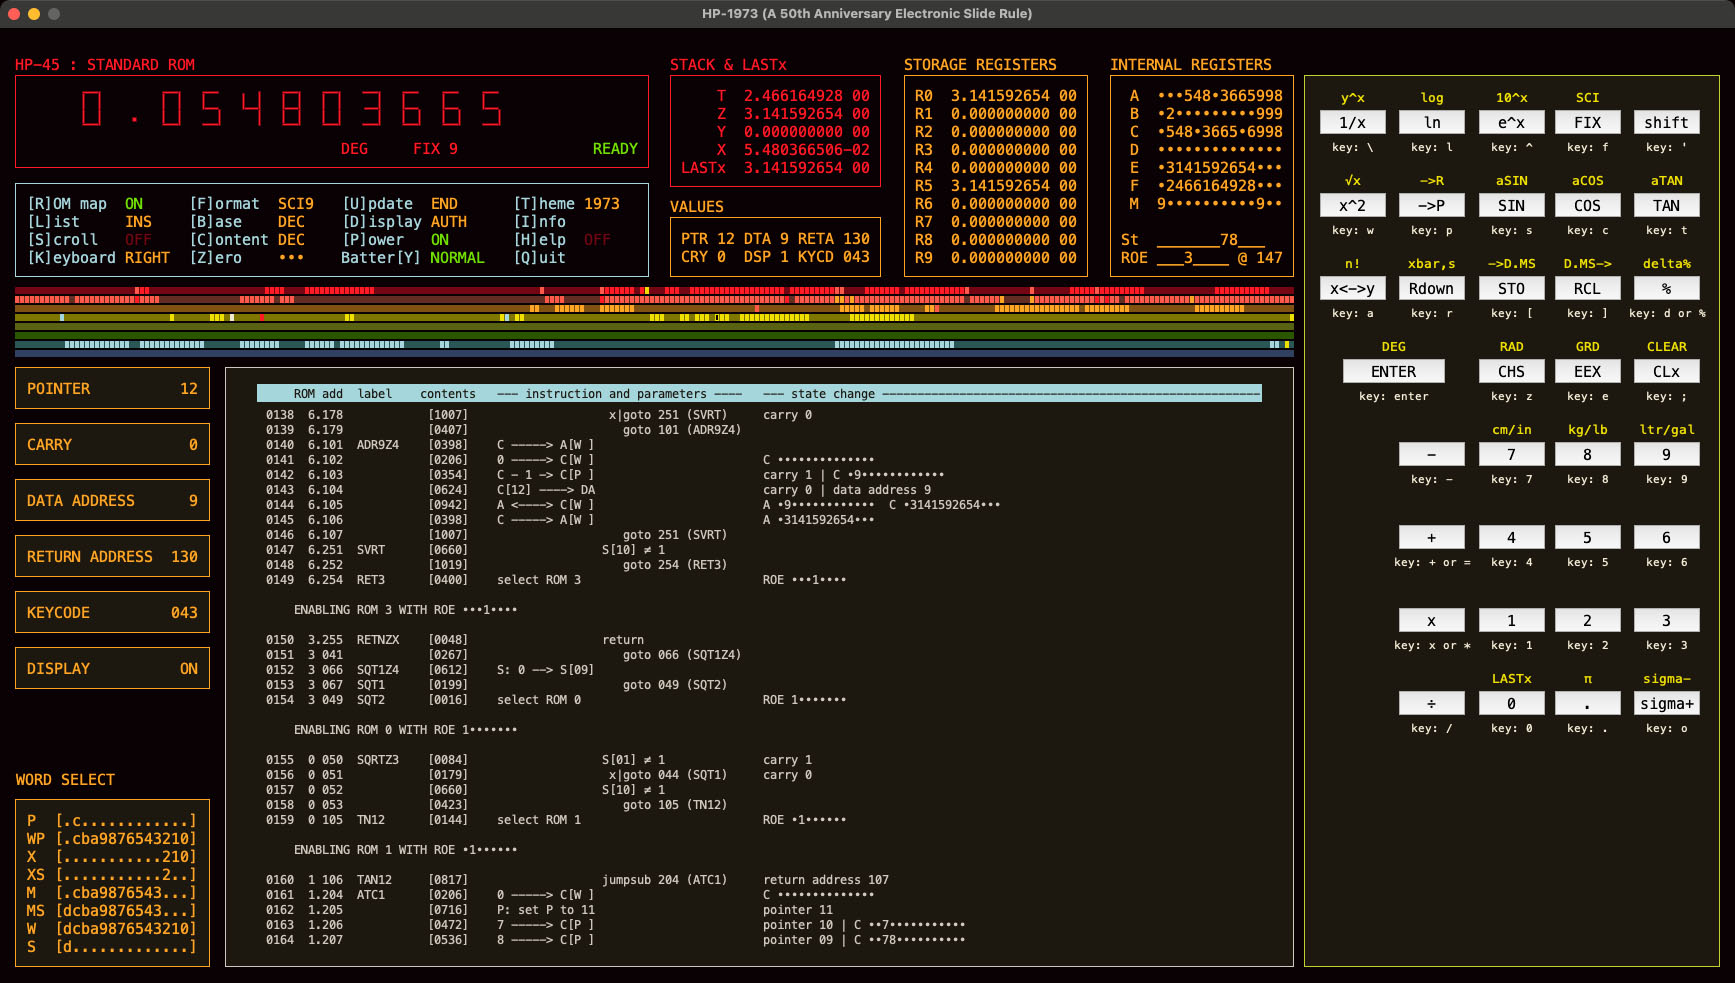 HP-1973 (A 50th Anniversary Electronic Slide Rule)
HP-45 : STANDARD ROM
0.054803665
DEG FIX 9 READY
[R]OM map ON [F]ormat SCI9 [U]pdate END [T]heme 1973
[L]ist INS [B]ase DEC [D]isplay AUTH [I]nfo
[S]croll OFF [C]ontent DEC [P]ower ON [H]elp OFF
[K]eyboard RIGHT [Z]ero ••• Batter[Y] NORMAL [Q]uit
STACK & LASTx
T 2.466164928 00
Z 3.141592654 00
Y 0.000000000 00
X 5.480366506-02
LASTx 3.141592654 00
VALUES
PTR 12 DTA 9 RETA 130
CRY 0 DSP 1 KYCD 043
STORAGE REGISTERS
R0 3.141592654 00
R1 0.000000000 00
R2 0.000000000 00
R3 0.000000000 00
R4 0.000000000 00
R5 3.141592654 00
R6 0.000000000 00
R7 0.000000000 00
R8 0.000000000 00
R9 0.000000000 00
INTERNAL REGISTERS
A •••548•3665998
B •2•••••••••999
C •548•3665•6998
D ••••••••••••••
E •3141592654•••
F •2466164928•••
M 9••••••••••9••
St _______78___
ROE ___3____ @ 147
POINTER 12
CARRY 0
DATA ADDRESS 9
RETURN ADDRESS 130
KEYCODE 043
DISPLAY ON
WORD SELECT
P [.c............]
WP [.cba9876543210]
X [...........210]
XS [...........2..]
M [.cba9876543...]
MS [dcba9876543...]
W [dcba9876543210]
S [d.............]
ROM add label contents --- instruction and parameters ---- --- state change ------------------------------------------------------
0138 6.178 [1007] x|goto 251 (SVRT) carry 0
0139 6.179 [0407] goto 101 (ADR9Z4)
0140 6.101 ADR9Z4 [0398] C -----> A[W ]
0141 6.102 [0206] 0 -----> C[W ] C ••••••••••••••
0142 6.103 [0354] C - 1 -> C[P ] carry 1 | C •9••••••••••••
0143 6.104 [0624] C[12] ----> DA carry 0 | data address 9
0144 6.105 [0942] A <----> C[W ] A •9•••••••••••• C •3141592654•••
0145 6.106 [0398] C -----> A[W ] A •3141592654•••
0146 6.107 [1007] goto 251 (SVRT)
0147 6.251 SVRT [0660] S[10] ≠ 1
0148 6.252 [1019] goto 254 (RET3)
0149 6.254 RET3 [0400] select ROM 3 ROE •••1••••
ENABLING ROM 3 WITH ROE •••1••••
0150 3.255 RETNZX [0048] return
0151 3 041 [0267] goto 066 (SQT1Z4)
0152 3 066 SQT1Z4 [0612] S: 0 --> S[09]
0153 3 067 SQT1 [0199] goto 049 (SQT2)
0154 3 049 SQT2 [0016] select ROM 0 ROE 1•••••••
ENABLING ROM 0 WITH ROE 1•••••••
0155 0 050 SQRTZ3 [0084] S[01] ≠ 1 carry 1
0156 0 051 [0179] x|goto 044 (SQT1) carry 0
0157 0 052 [0660] S[10] ≠ 1
0158 0 053 [0423] goto 105 (TN12)
0159 0 105 TN12 [0144] select ROM 1 ROE •1••••••
ENABLING ROM 1 WITH ROE •1••••••
0160 1 106 TAN12 [0817] jumpsub 204 (ATC1) return address 107
0161 1.204 ATC1 [0206] 0 -----> C[W ] C ••••••••••••••
0162 1.205 [0716] P: set P to 11 pointer 11
0163 1.206 [0472] 7 -----> C[P ] pointer 10 | C ••7•••••••••••
0164 1.207 [0536] 8 -----> C[P ] pointer 09 | C ••78••••••••••
y^x log 10^x SCI
1/x ln e^x FIX shift
key: \ key: l key: ^ key: f key: '
√x ->R aSIN aCOS aTAN
x^2 ->P SIN COS TAN
key: w key: p key: s key: c key: t
n! xbar,s ->D.MS D.MS-> delta%
x<->y Rdown STO RCL %
key: a key: r key: [ key: ] key: d or %
DEG RAD GRD CLEAR
ENTER CHS EEX CLx
key: enter key: z key: e key: ;
cm/in kg/lb ltr/gal
- 7 8 9
key: - key: 7 key: 8 key: 9
+ 4 5 6
key: + or = key: 4 key: 5 key: 6
x 1 2 3
key: x or * key: 1 key: 2 key: 3
LASTx π sigma-
÷ 0 . sigma+
key: / key: 0 key: . key: o